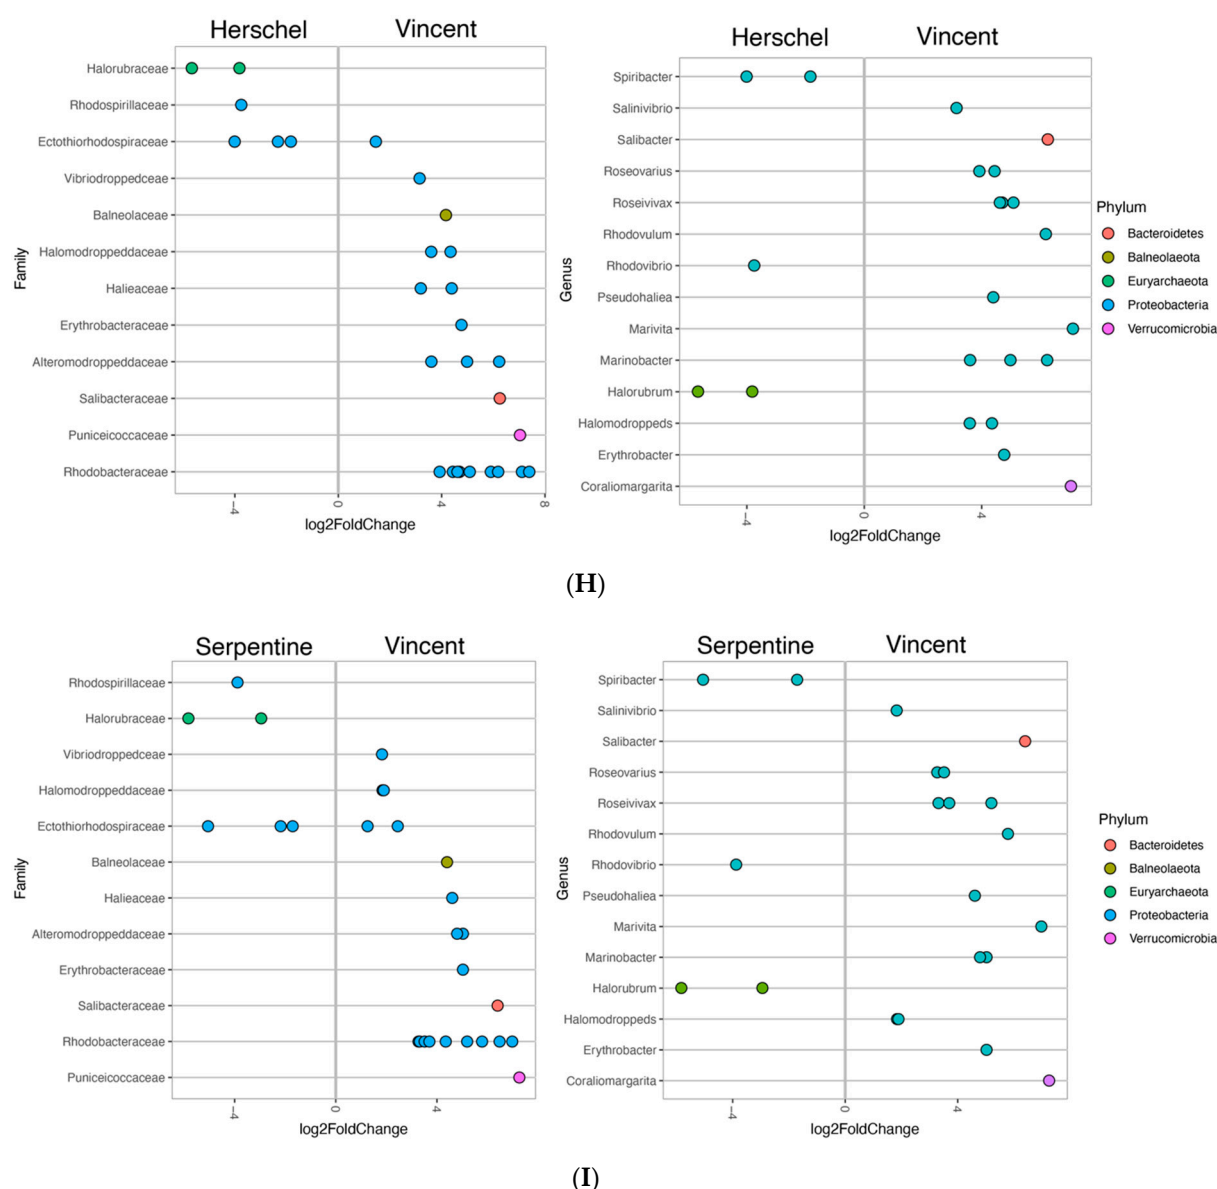 Herschel Vincent
Halorubraceae
Rhodospirillaceae
Ectothiorhodospiraceae
Vibriodroppedceae
Balneolaceae
Halomodroppeddaceae
Halieaceae
Erythrobacteraceae
Alteromodroppeddaceae
Salibacteraceae
Puniceicoccaceae
Rhodobacteraceae
Family
-4 0 4 8
log2FoldChange
Herschel Vincent
Spiribacter
Salinivibrio
Salibacter
Roseovarius
Roseivivax
Rhodovulum
Rhodovibrio
Pseudohaliea
Marivita
Marinobacter
Halorubrum
Halomodroppeds
Erythrobacter
Coraliomargarita
Genus
-4 0 4
log2FoldChange
Phylum
Bacteroidetes
Balneolaeota
Euryarchaeota
Proteobacteria
Verrucomicrobia
(H)
Serpentine Vincent
Rhodospirillaceae
Halorubraceae
Vibriodroppedceae
Halomodroppeddaceae
Ectothiorhodospiraceae
Balneolaceae
Halieaceae
Alteromodroppeddaceae
Erythrobacteraceae
Salibacteraceae
Rhodobacteraceae
Puniceicoccaceae
Family
-4 0 4
log2FoldChange
Serpentine Vincent
Spiribacter
Salinivibrio
Salibacter
Roseovarius
Roseivivax
Rhodovulum
Rhodovibrio
Pseudohaliea
Marivita
Marinobacter
Halorubrum
Halomodroppeds
Erythrobacter
Coraliomargarita
Genus
-4 0 4
log2FoldChange
Phylum
Bacteroidetes
Balneolaeota
Euryarchaeota
Proteobacteria
Verrucomicrobia
(I)